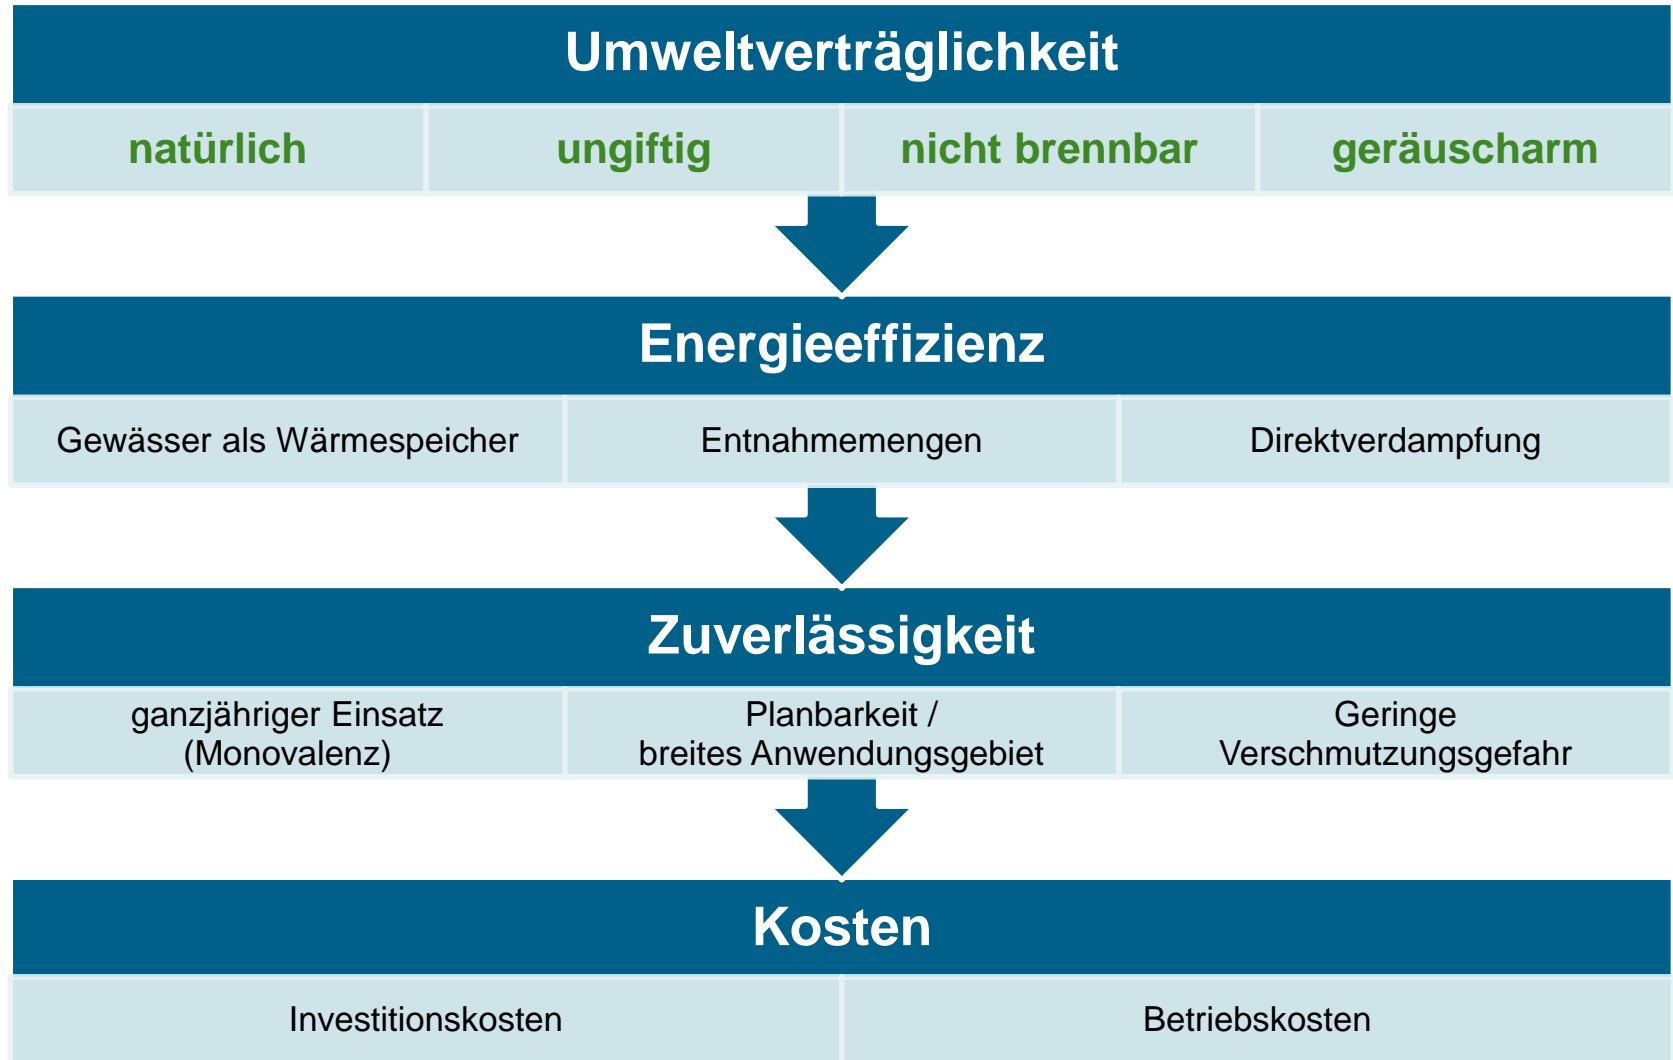 Umweltverträglichkeit
natürlich
ungiftig
nicht brennbar
geräuscharm
Energieeffizienz
Gewässer als Wärmespeicher
Entnahmemengen
Direktverdampfung
Zuverlässigkeit
ganzjähriger Einsatz
(Monovalenz)
Planbarkeit /
breites Anwendungsgebiet
Geringe
Verschmutzungsgefahr
Kosten
Investitionskosten
Betriebskosten